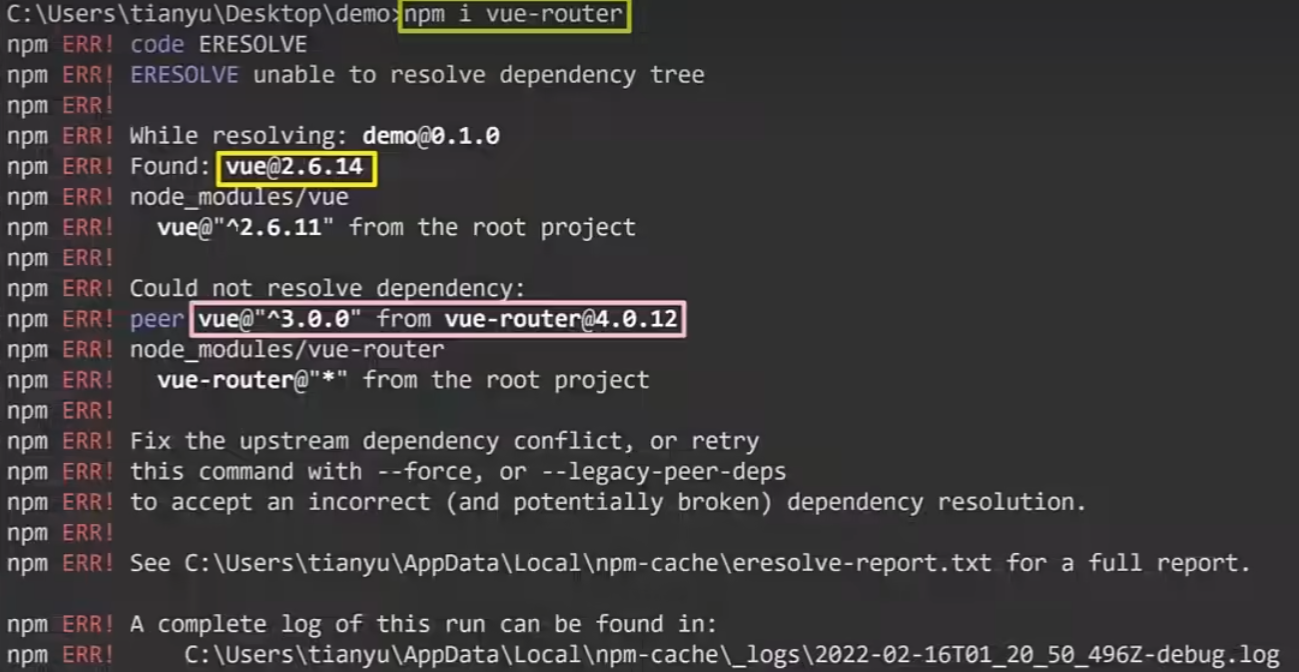 C:\Users\tianyu\Desktop\demo>npm i vue-router
npm ERR! code ERESOLVE
npm ERR! ERESOLVE unable to resolve dependency tree
npm ERR!
npm ERR! While resolving: demo@0.1.0
npm ERR! Found: vue@2.6.14
npm ERR! node_modules/vue
npm ERR!   vue@"^2.6.11" from the root project
npm ERR!
npm ERR! Could not resolve dependency:
npm ERR! peer vue@"^3.0.0" from vue-router@4.0.12
npm ERR! node_modules/vue-router
npm ERR!   vue-router@"*" from the root project
npm ERR!
npm ERR! Fix the upstream dependency conflict, or retry
npm ERR! this command with --force, or --legacy-peer-deps
npm ERR! to accept an incorrect (and potentially broken) dependency resolution.
npm ERR!
npm ERR! See C:\Users\tianyu\AppData\Local\npm-cache\eresolve-report.txt for a full report.
npm ERR! A complete log of this run can be found in:
npm ERR!     C:\Users\tianyu\AppData\Local\npm-cache\_logs\2022-02-16T01_20_50_496Z-debug.log